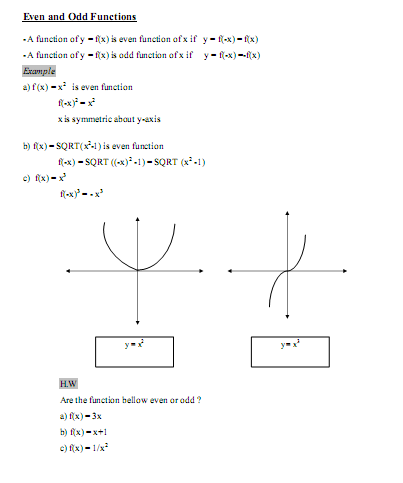 Even and Odd Functions
- A function of y = f(x) is even function of x if y = f(-x) = f(x)
- A function of y = f(x) is odd function of x if y = f(-x) =-f(x)
Example
a) f (x) = x² is even function
f(-x)² = x²
x is symmetric about y-axis
b) f(x) = SQRT(x²-1) is even function
f(-x) = SQRT ((-x)² -1) = SQRT (x² -1)
c) f(x) = x³
f(-x)³ = - x³
y = x²
y= x³
H.W
Are the function bellow even or odd ?
a) f(x) = 3x
b) f(x) = x+1
c) f(x) = 1/x²